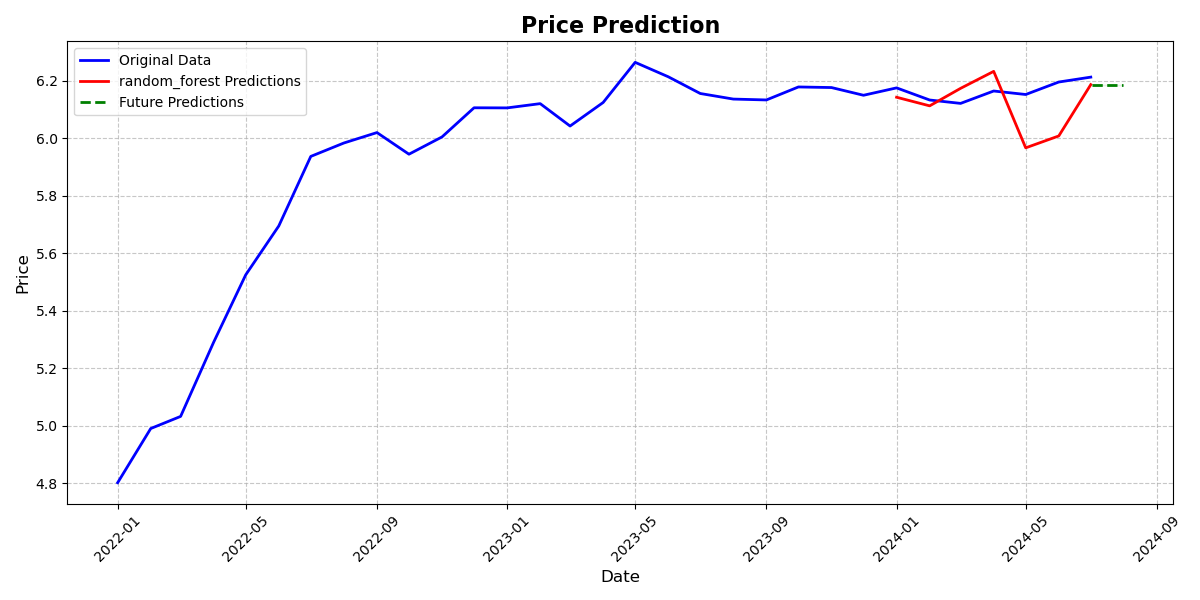 Price Prediction
Original Data
random_forest Predictions
Future Predictions
Price
6.2
6.0
5.8
5.6
5.4
5.2
5.0
4.8
2022-01
2022-05
2022-09
2023-01
2023-05
2023-09
2024-01
2024-05
2024-09
Date